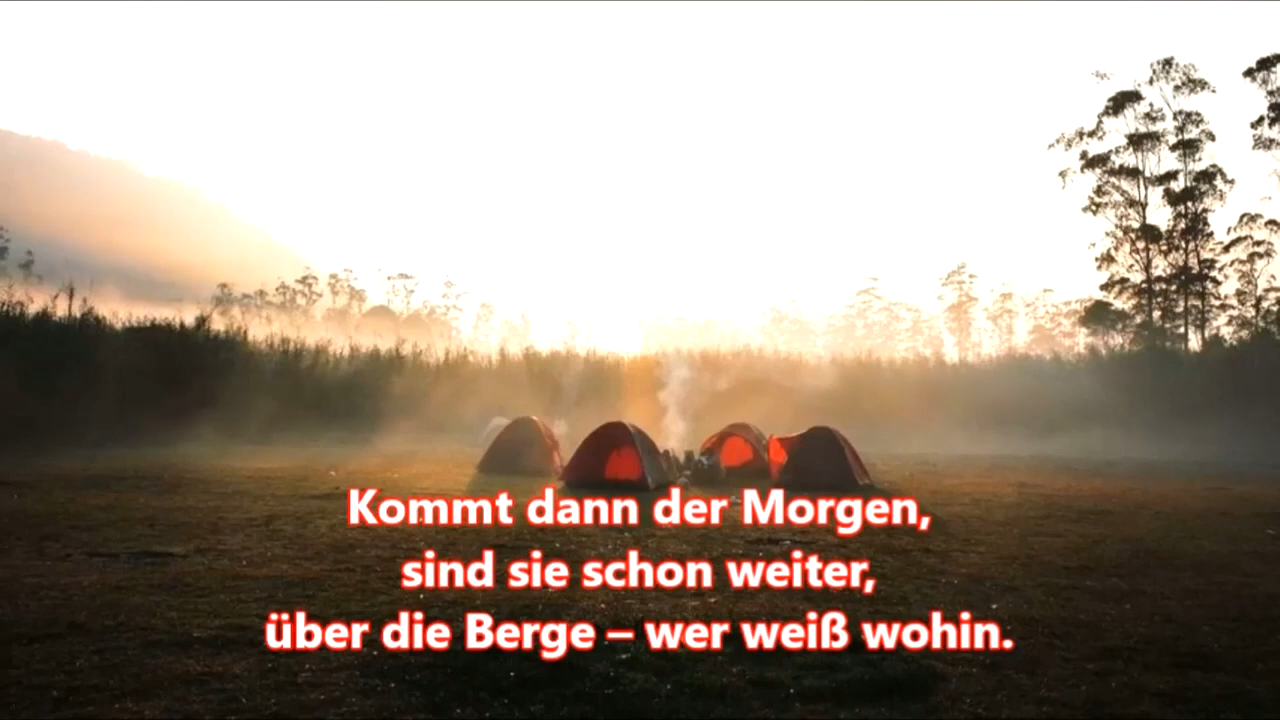 Kommt dann der Morgen,
sind sie schon weiter,
über die Berge – wer weiß wohin.